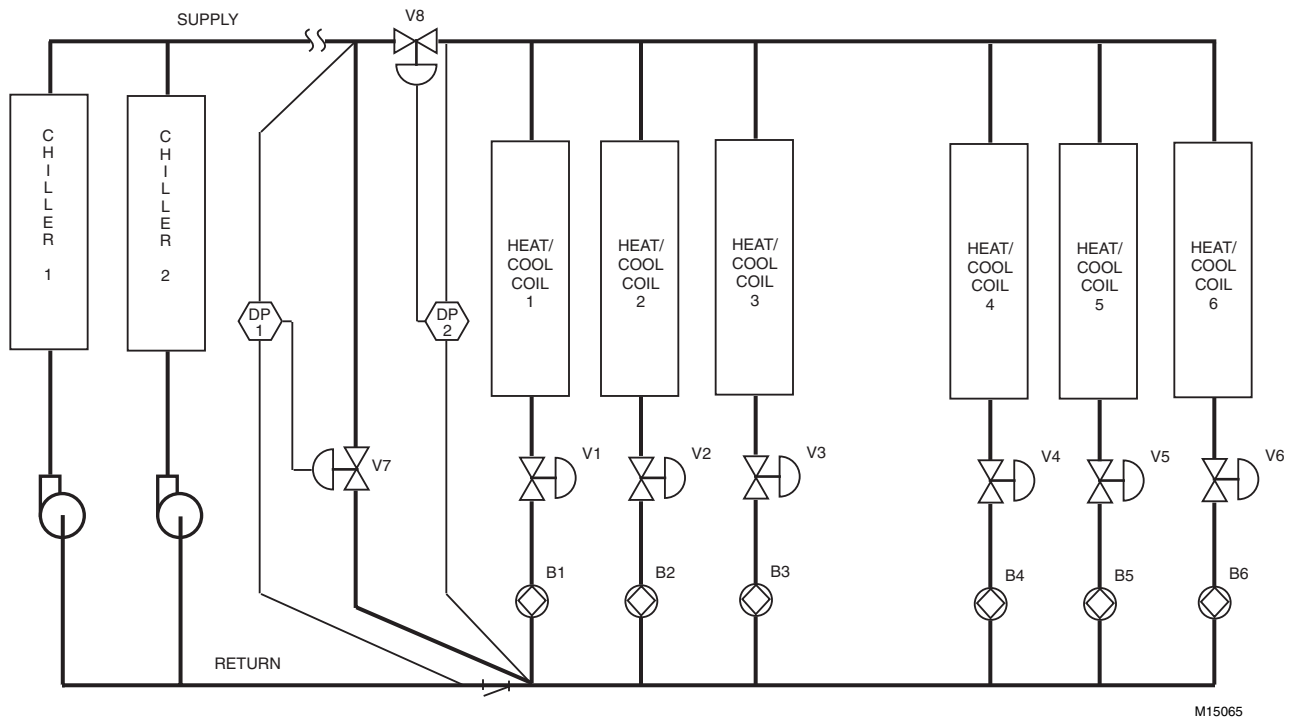 SUPPLY
V8
CHILLER 1
CHILLER 2
HEAT/
COOL
COIL
1
HEAT/
COOL
COIL
2
HEAT/
COOL
COIL
3
HEAT/
COOL
COIL
4
HEAT/
COOL
COIL
5
HEAT/
COOL
COIL
6
DP
1
DP
2
V7
V1
V2
V3
V4
V5
V6
B1
B2
B3
B4
B5
B6
RETURN
M15065